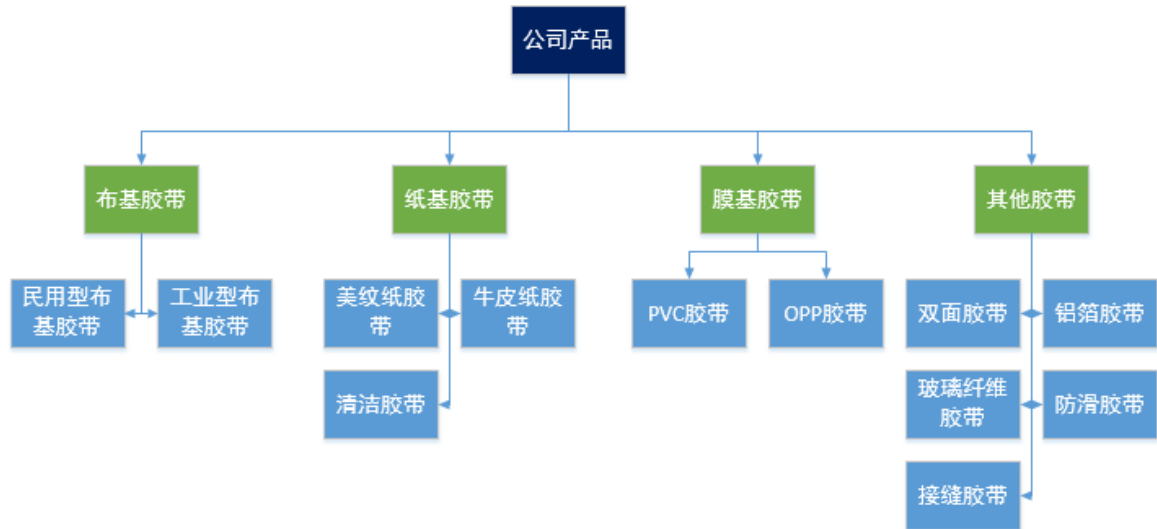 公司产品
布基胶带
纸基胶带
膜基胶带
其他胶带
民用型布
基胶带
工业型布
基胶带
美纹纸胶
带
牛皮纸胶
带
清洁胶带
PVC胶带
OPP胶带
双面胶带
铝箔胶带
玻璃纤维
胶带
防滑胶带
接缝胶带